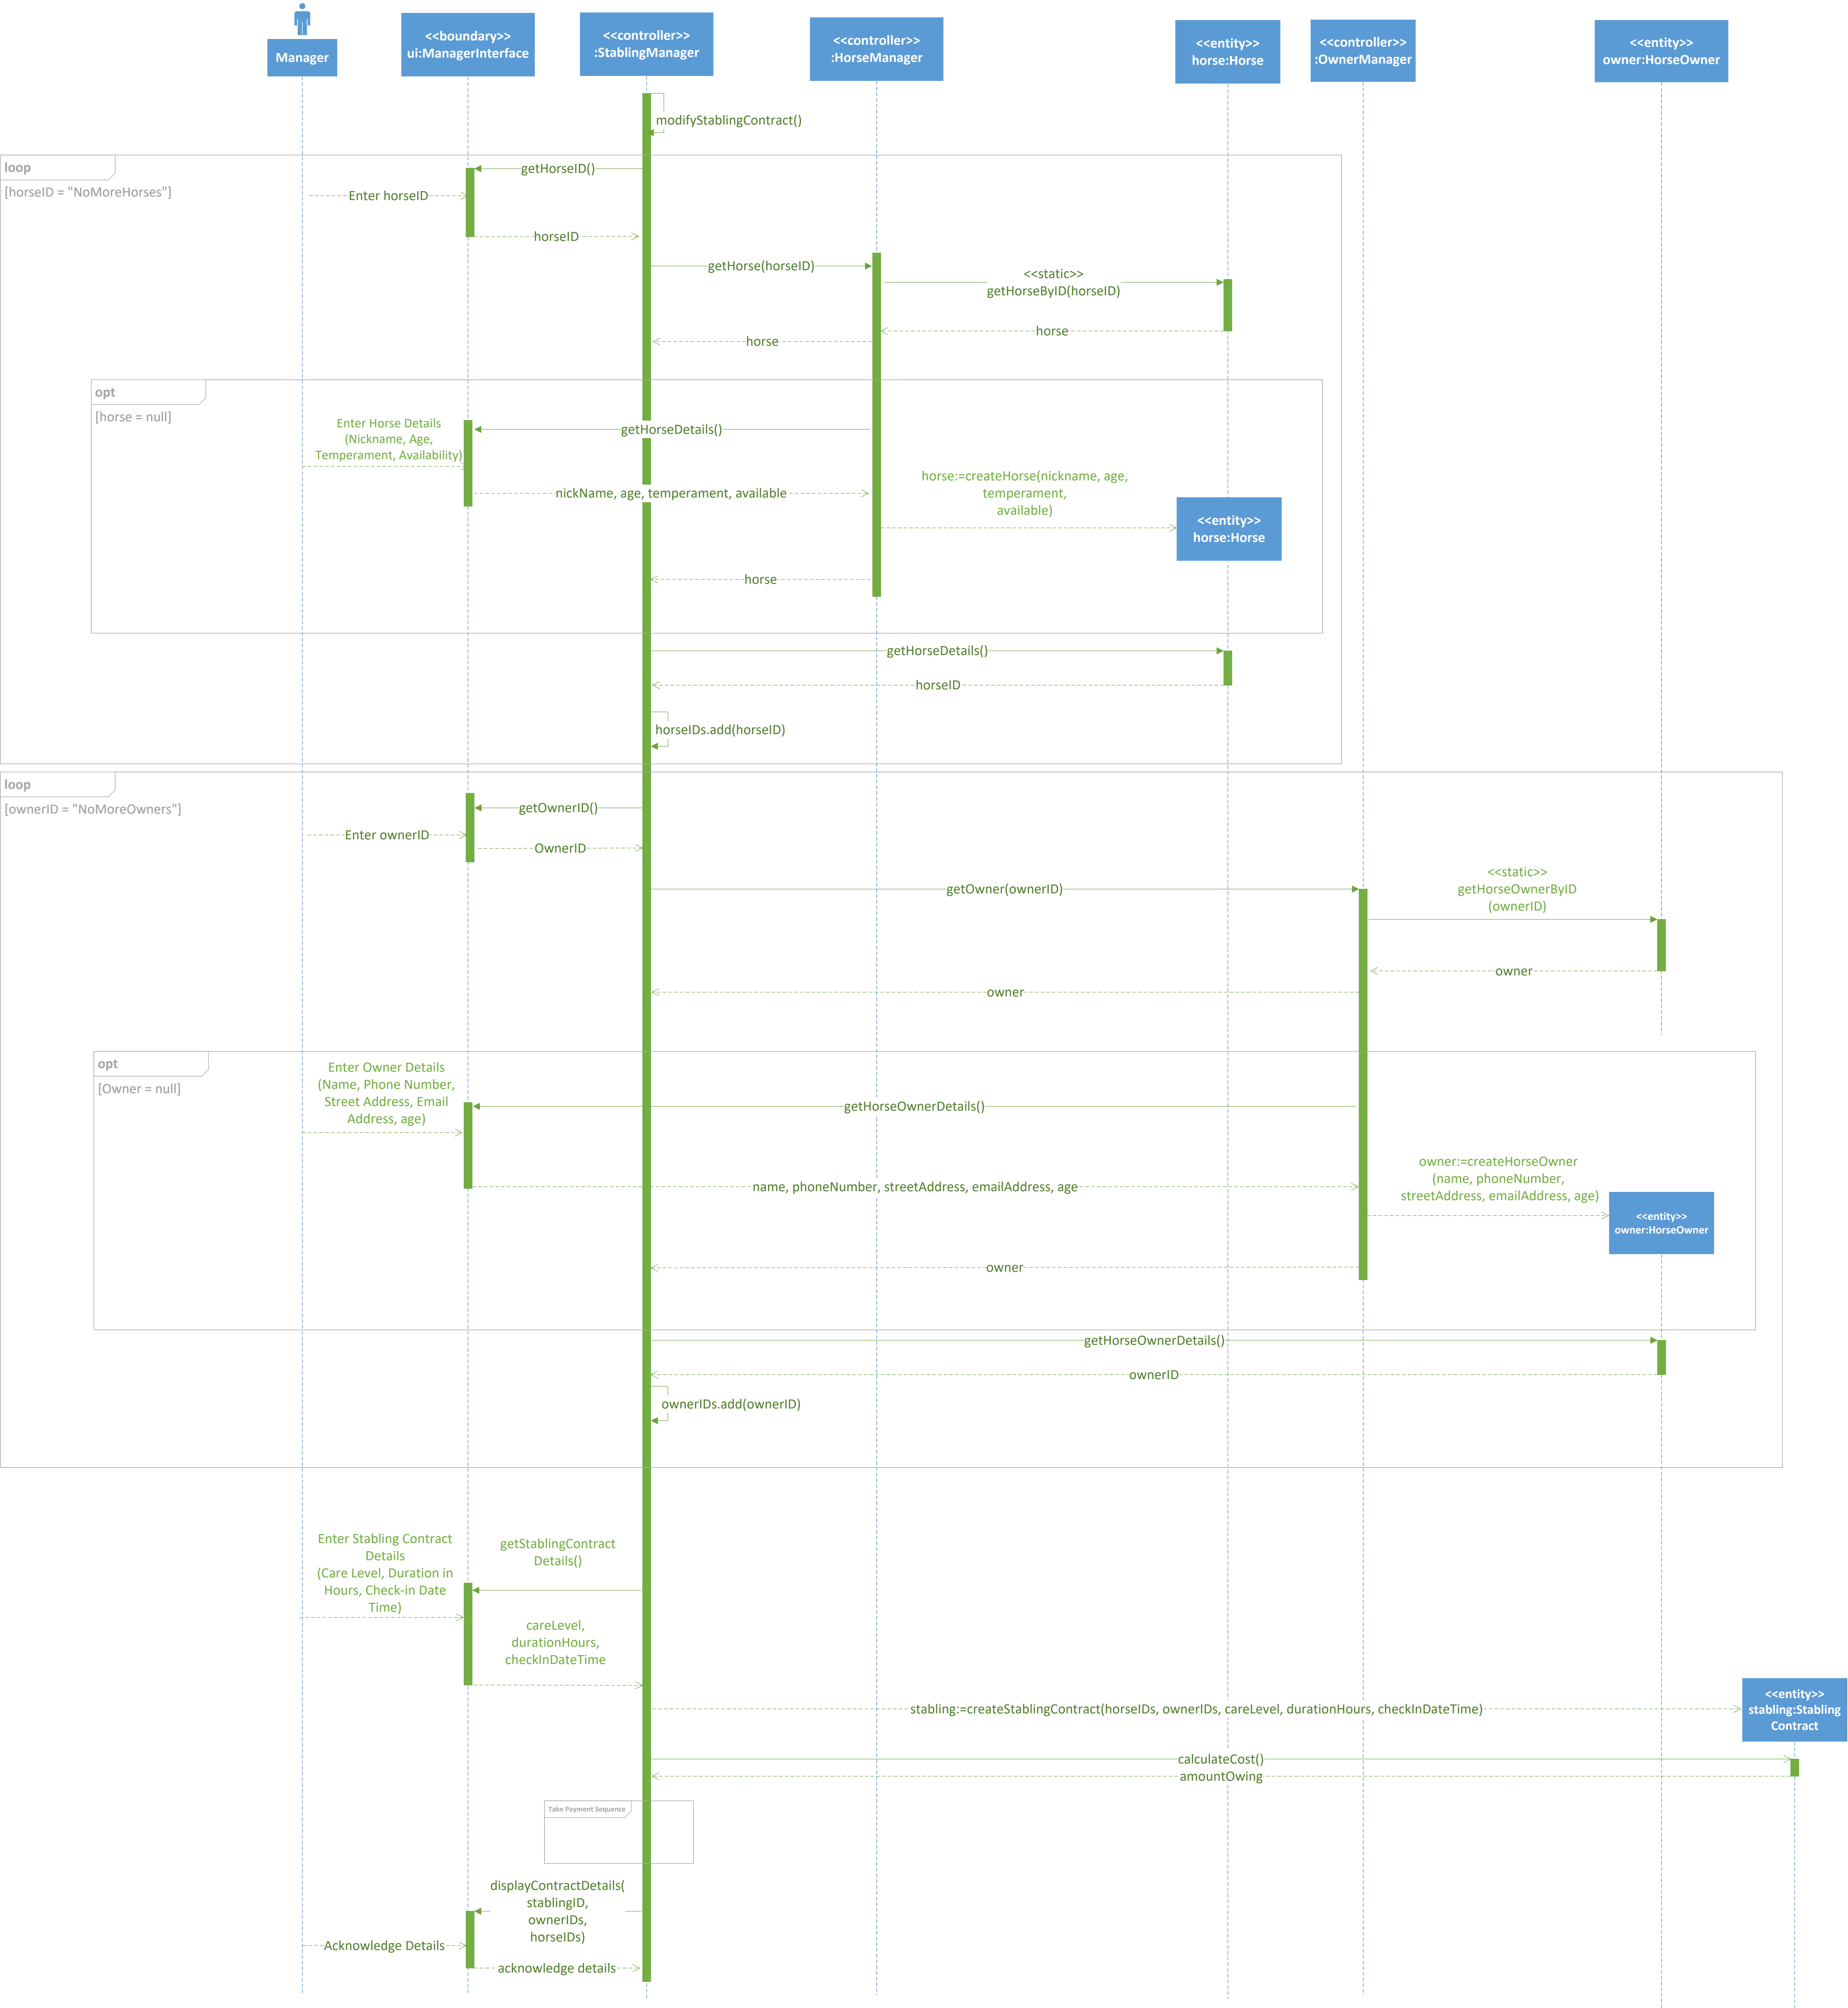 Manager
<<boundary>>
ui:ManagerInterface
<<controller>>
:StablingManager
<<controller>>
:HorseManager
<<entity>>
horse:Horse
<<controller>>
:OwnerManager
<<entity>>
owner:HorseOwner
modifyStablingContract()
loop
[horseID = "NoMoreHorses"]
getHorseID()
Enter horseID
horseID
getHorse(horseID)
<<static>>
getHorseByID(horseID)
horse
horse
opt
[horse = null]
Enter Horse Details
(Nickname, Age,
Temperament, Availability)
getHorseDetails()
nickName, age, temperament, available
horse:=createHorse(nickname, age,
temperament,
available)
<<entity>>
horse:Horse
horse
getHorseDetails()
horseID
horseIDs.add(horseID)
loop
[ownerID = "NoMoreOwners"]
getOwnerID()
Enter ownerID
OwnerID
getOwner(ownerID)
<<static>>
getHorseOwnerByID
(ownerID)
owner
owner
opt
[Owner = null]
Enter Owner Details
(Name, Phone Number,
Street Address, Email
Address, age)
getHorseOwnerDetails()
name, phoneNumber, streetAddress, emailAddress, age
owner:=createHorseOwner
(name, phoneNumber,
streetAddress, emailAddress, age)
<<entity>>
owner:HorseOwner
owner
getHorseOwnerDetails()
ownerID
ownerIDs.add(ownerID)
Enter Stabling Contract
Details
(Care Level, Duration in
Hours, Check-in Date
Time)
getStablingContract
Details()
careLevel,
durationHours,
checkInDateTime
stabling:=createStablingContract(horseIDs, ownerIDs, careLevel, durationHours, checkInDateTime)
<<entity>>
stabling:Stabling
Contract
calculateCost()
amountOwing
Take Payment Sequence
displayContractDetails(
stablingID,
ownerIDs,
horseIDs)
Acknowledge Details
acknowledge details